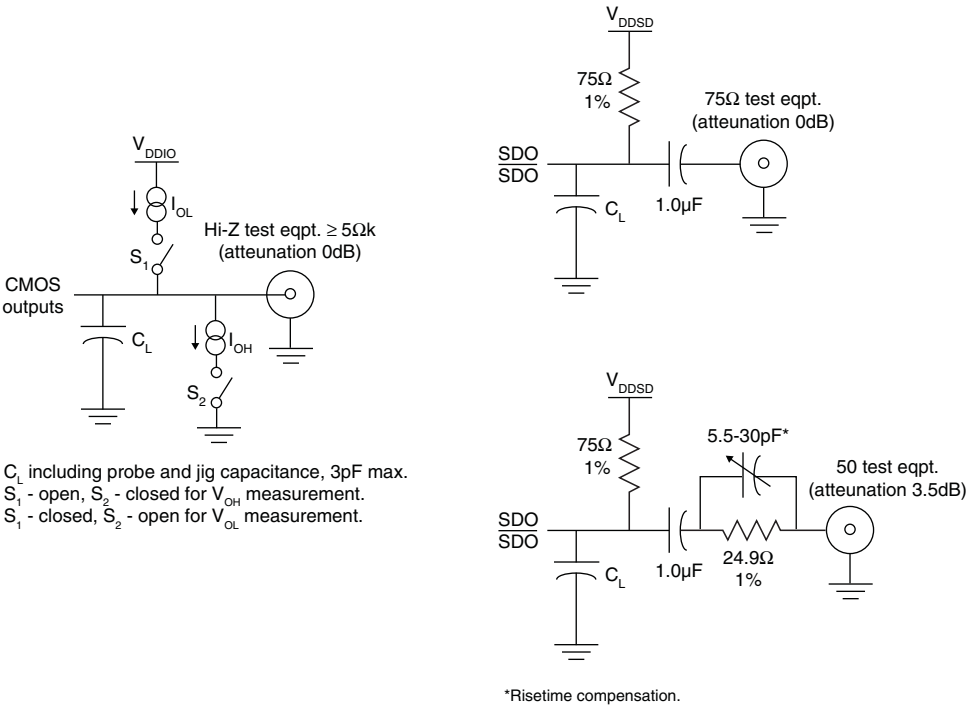 V_DDIO
I_OL
S_1
Hi-Z test eqpt. ≥ 5Ωk
(atteunation 0dB)
CMOS
outputs
C_L
I_OH
S_2
C_L including probe and jig capacitance, 3pF max.
S_1 - open, S_2 - closed for V_OH measurement.
S_1 - closed, S_2 - open for V_OL measurement.
V_DDSD
75Ω
1%
75Ω test eqpt.
(atteunation 0dB)
SDO
SDO
C_L
1.0µF
V_DDSD
75Ω
1%
5.5-30pF*
50 test eqpt.
(atteunation 3.5dB)
SDO
SDO
C_L
1.0µF
24.9Ω
1%
*Risetime compensation.